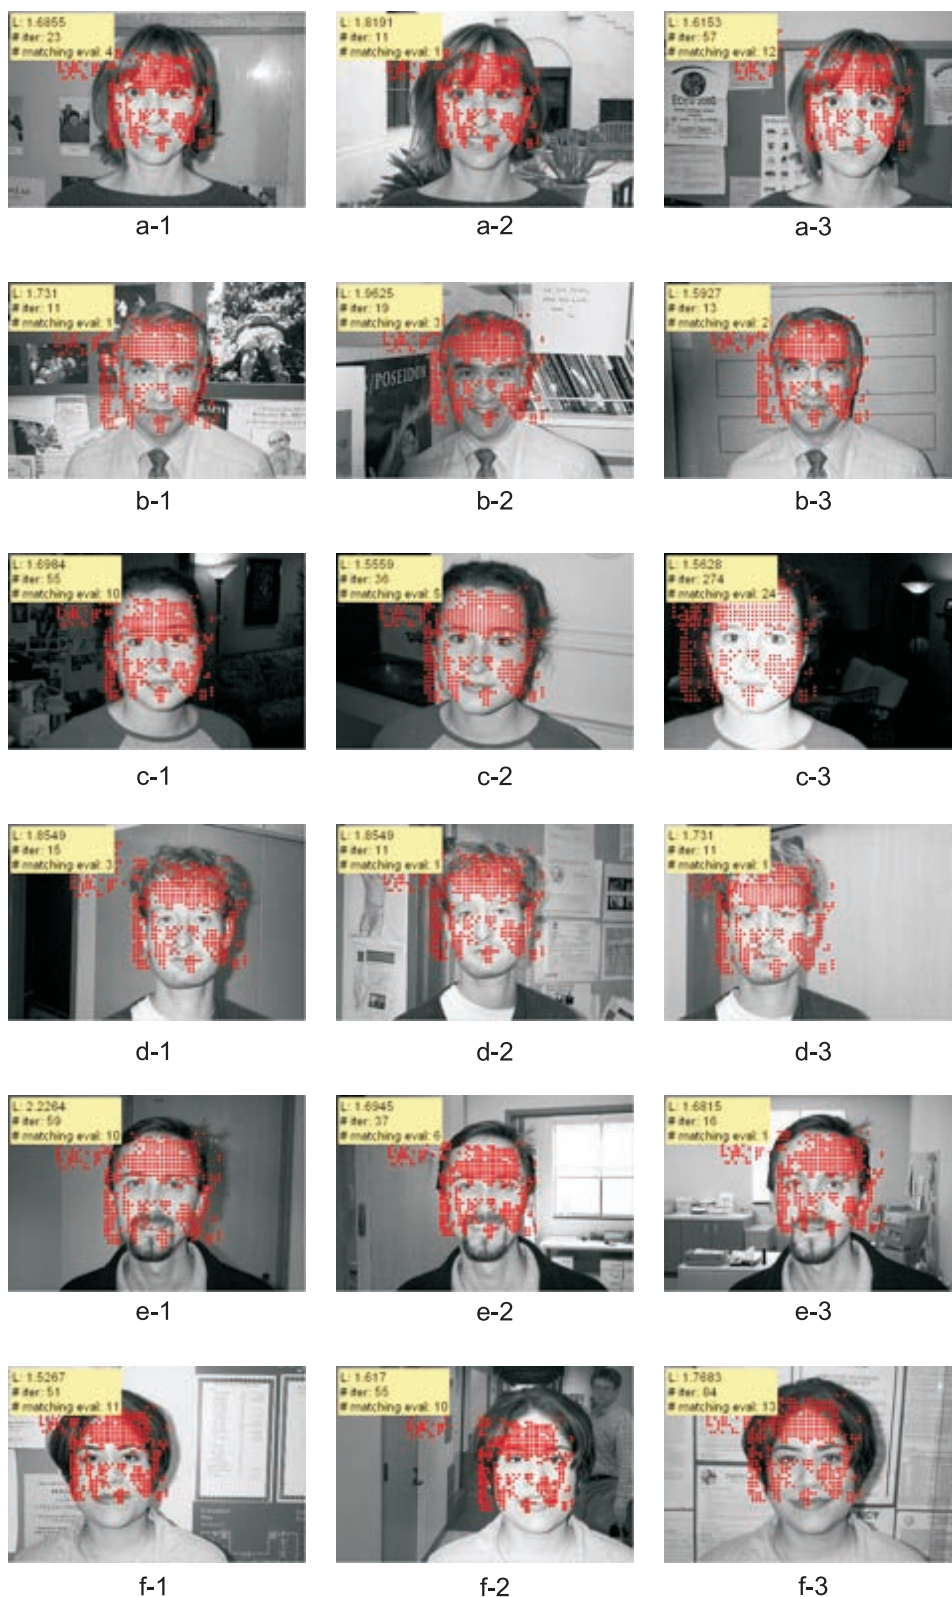 L: 1.6855
# iter: 23
# matching eval: 4
L: 1.8191
# iter: 11
# matching eval: 1
L: 1.6153
# iter: 57
# matching eval: 12
a-1
a-2
a-3
L: 1.731
# iter: 11
# matching eval: 1
L: 1.9625
# iter: 19
# matching eval: 3
L: 1.5927
# iter: 13
# matching eval: 2
/POSEIDON
b-1
b-2
b-3
L: 1.6984
# iter: 55
# matching eval: 10
L: 1.5559
# iter: 36
# matching eval: 5
L: 1.5628
# iter: 274
# matching eval: 24
c-1
c-2
c-3
L: 1.8549
# iter: 15
# matching eval: 3
L: 1.8549
# iter: 11
# matching eval: 1
L: 1.731
# iter: 11
# matching eval: 1
d-1
d-2
d-3
L: 2.2264
# iter: 59
# matching eval: 10
L: 1.6945
# iter: 37
# matching eval: 6
L: 1.6815
# iter: 16
# matching eval: 1
e-1
e-2
e-3
L: 1.5267
# iter: 51
# matching eval: 11
L: 1.617
# iter: 55
# matching eval: 10
L: 1.7683
# iter: 84
# matching eval: 13
f-1
f-2
f-3